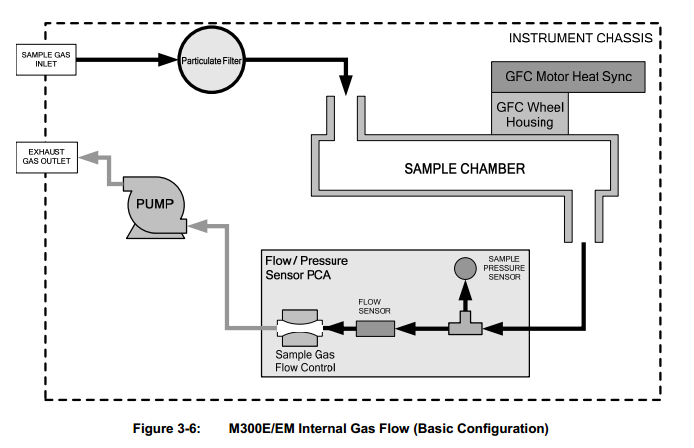 INSTRUMENT CHASSIS
SAMPLE GAS
INLET
Particulate Filter
GFC Motor Heat Sync
GFC Wheel
Housing
EXHAUST
GAS OUTLET
SAMPLE CHAMBER
PUMP
Flow / Pressure
Sensor PCA
SAMPLE
PRESSURE
SENSOR
FLOW
SENSOR
Sample Gas
Flow Control
Figure 3-6: M300E/EM Internal Gas Flow (Basic Configuration)